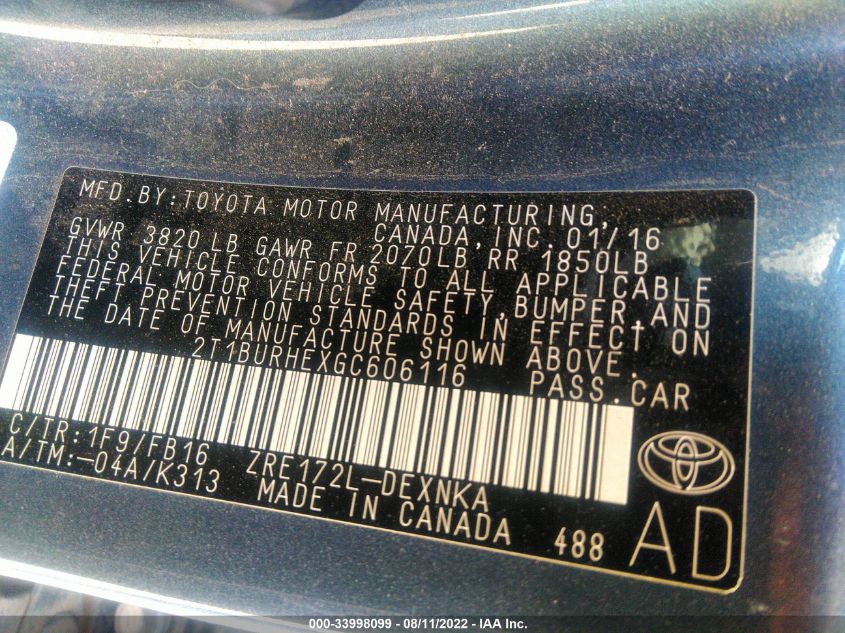 MFD.BY:TOYOTA MOTOR MANUFACTURING,
CANADA,INC.01/16
GVWR 3820 LB GAWR FR 2070LB,RR 1850LB
THIS VEHICLE CONFORMS TO ALL APPLICABLE
FEDERAL MOTOR VEHICLE SAFETY,BUMPER,AND
THEFT PREVENTION STANDARDS IN EFFECT ON
THE DATE OF MANUFACTURE SHOWN ABOVE.
2T1BURHEXGC606116 PASS.CAR
C/TR:1F9/FB16 ZRE172L-DEXNKA
A/TM:-04A/K313 MADE IN CANADA 488 AD
000-33998099 - 08/11/2022 - IAA Inc.